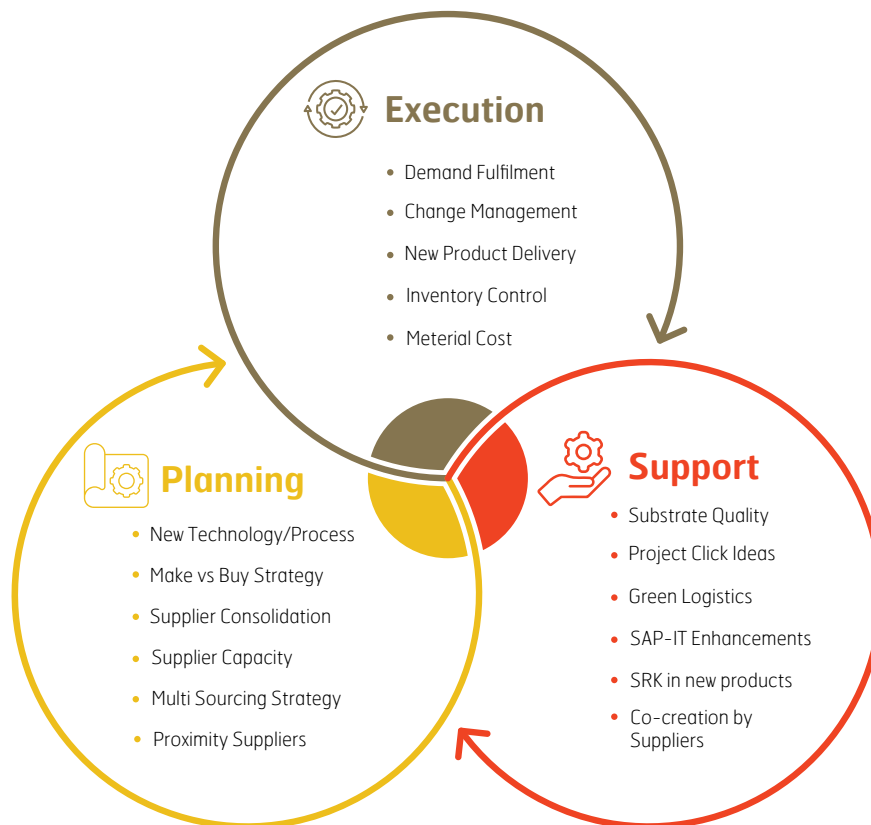 Execution
Demand Fulfilment
Change Management
New Product Delivery
Inventory Control
Meterial Cost
Planning
New Technology/Process
Make vs Buy Strategy
Supplier Consolidation
Supplier Capacity
Multi Sourcing Strategy
Proximity Suppliers
Support
Substrate Quality
Project Click Ideas
Green Logistics
SAP-IT Enhancements
SRK in new products
Co-creation by
Suppliers